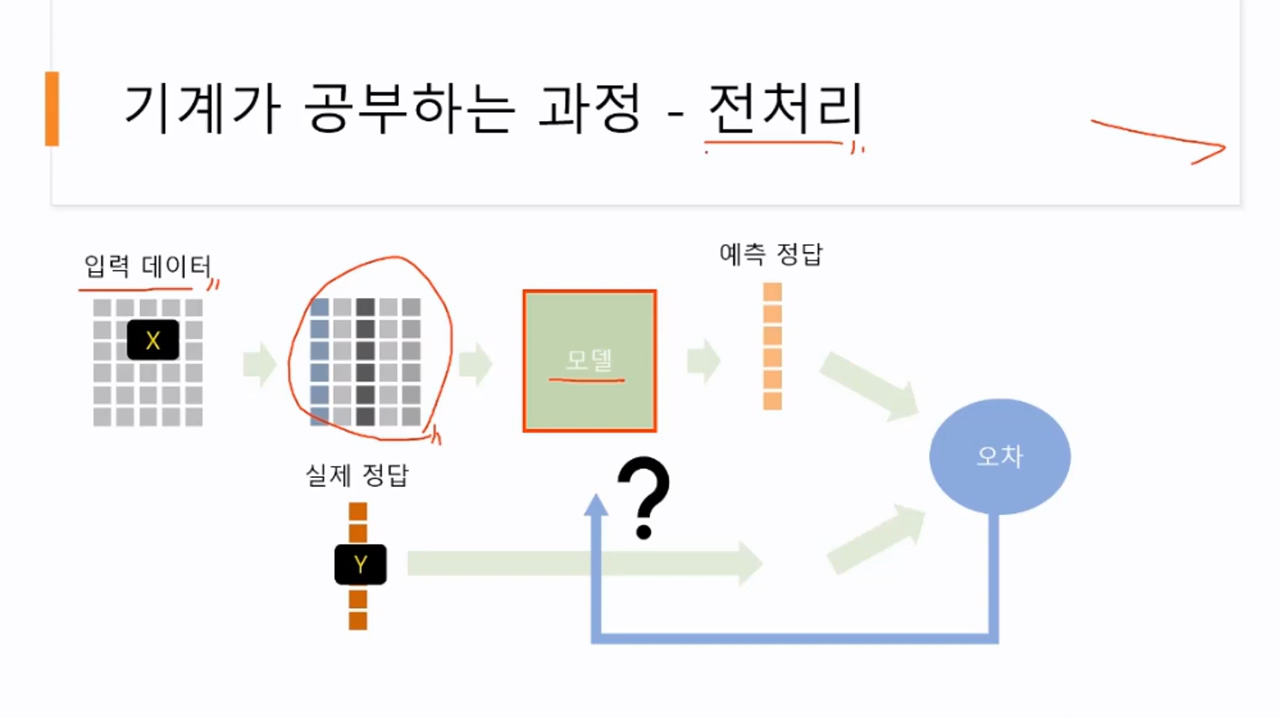 기계가 공부하는 과정 - 전처리
입력 데이터
X
모델
예측 정답
오차
실제 정답
Y
?